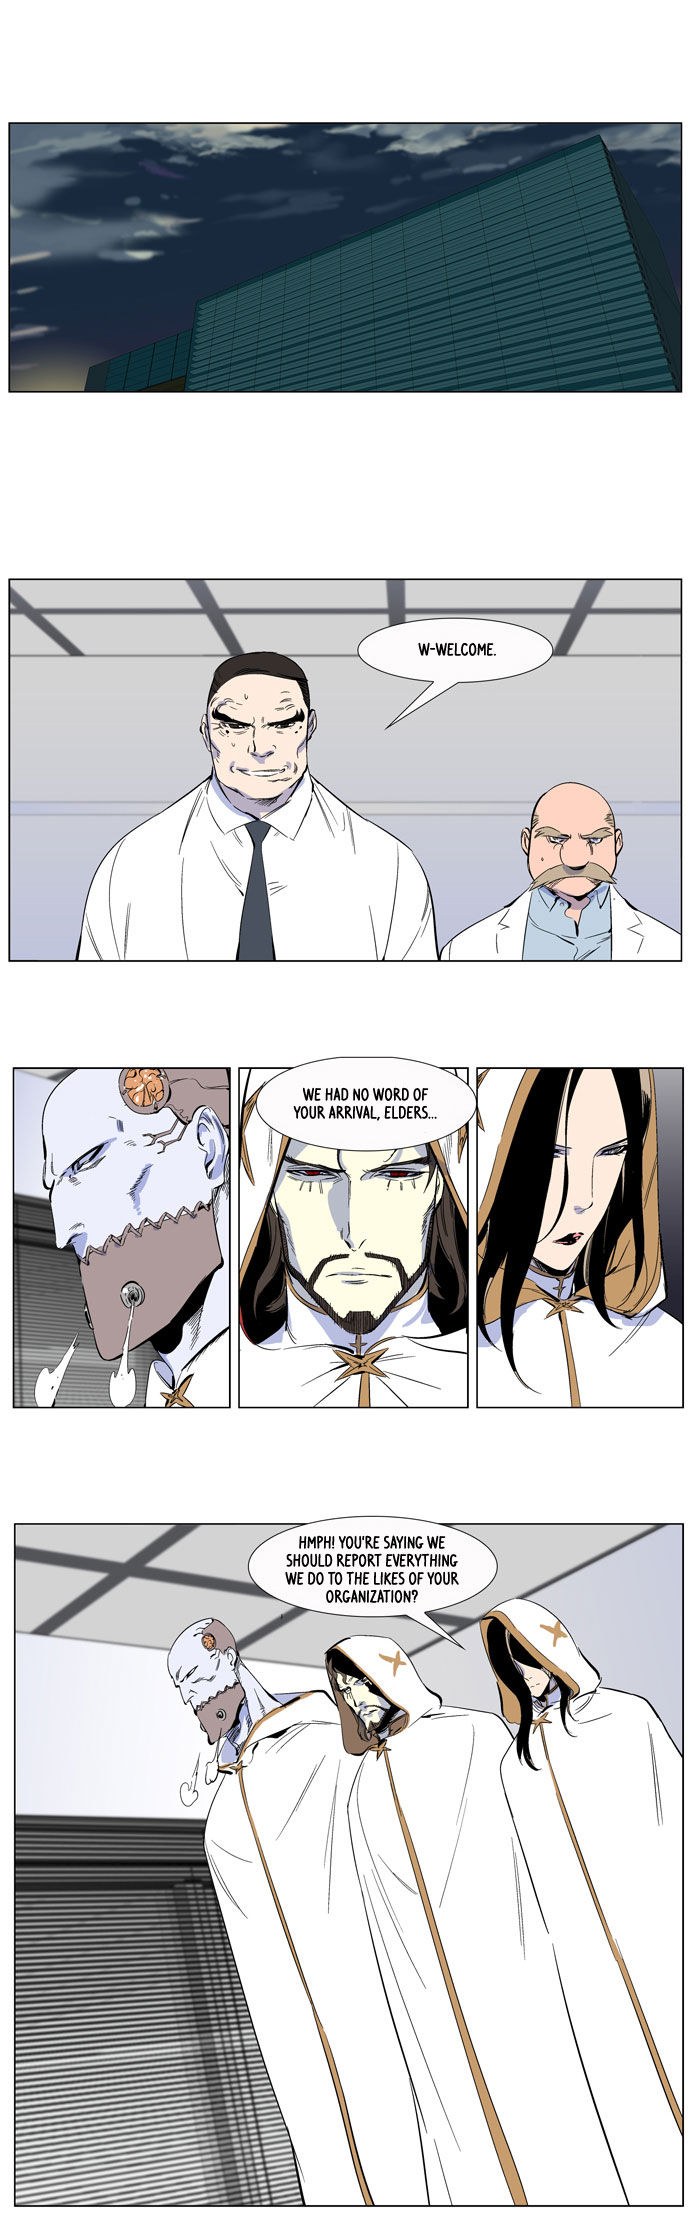 W-WELCOME.
WE HAD NO WORD OF
YOUR ARRIVAL, ELDERS...
HMPH! YOU'RE SAYING WE
SHOULD REPORT EVERYTHING
WE DO TO THE LIKES OF YOUR
ORGANIZATION?